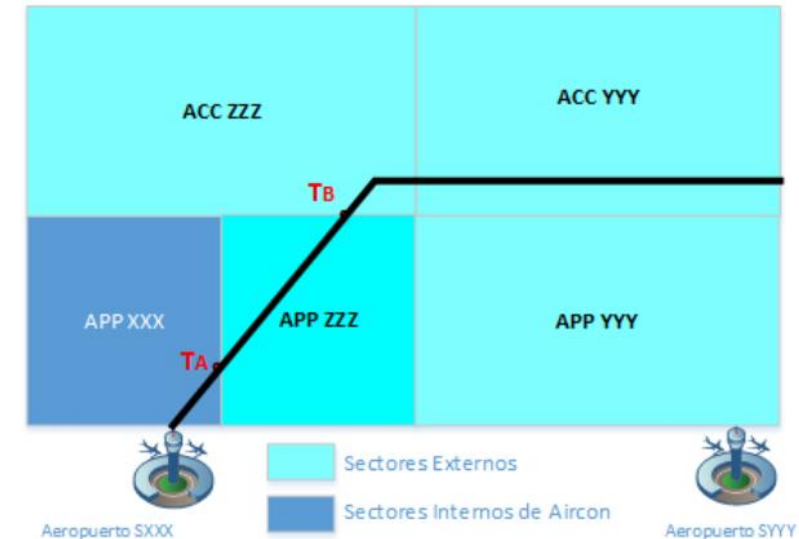 ACC ZZZ
ACC YYY
TB
APP XXX
APP ZZZ
APP YYY
TA
Sectores Externos
Sectores Internos de Aircon
Aeropuerto SXXX
Aeropuerto SYYY